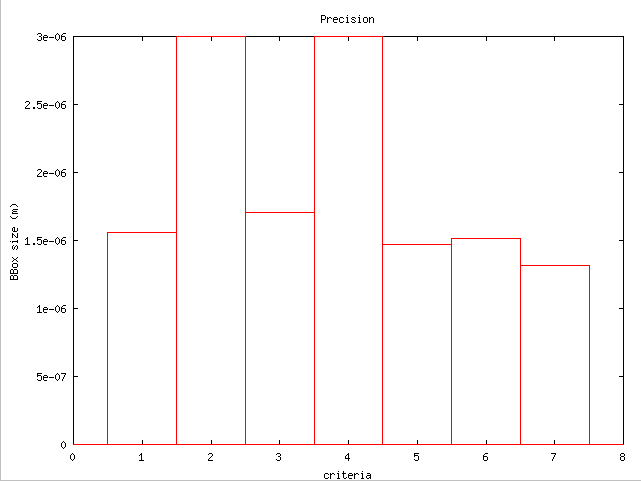 Precision
3e-06
2.5e-06
2e-06
1.5e-06
1e-06
5e-07
0
BBox size (m)
0 1 2 3 4 5 6 7 8
criteria